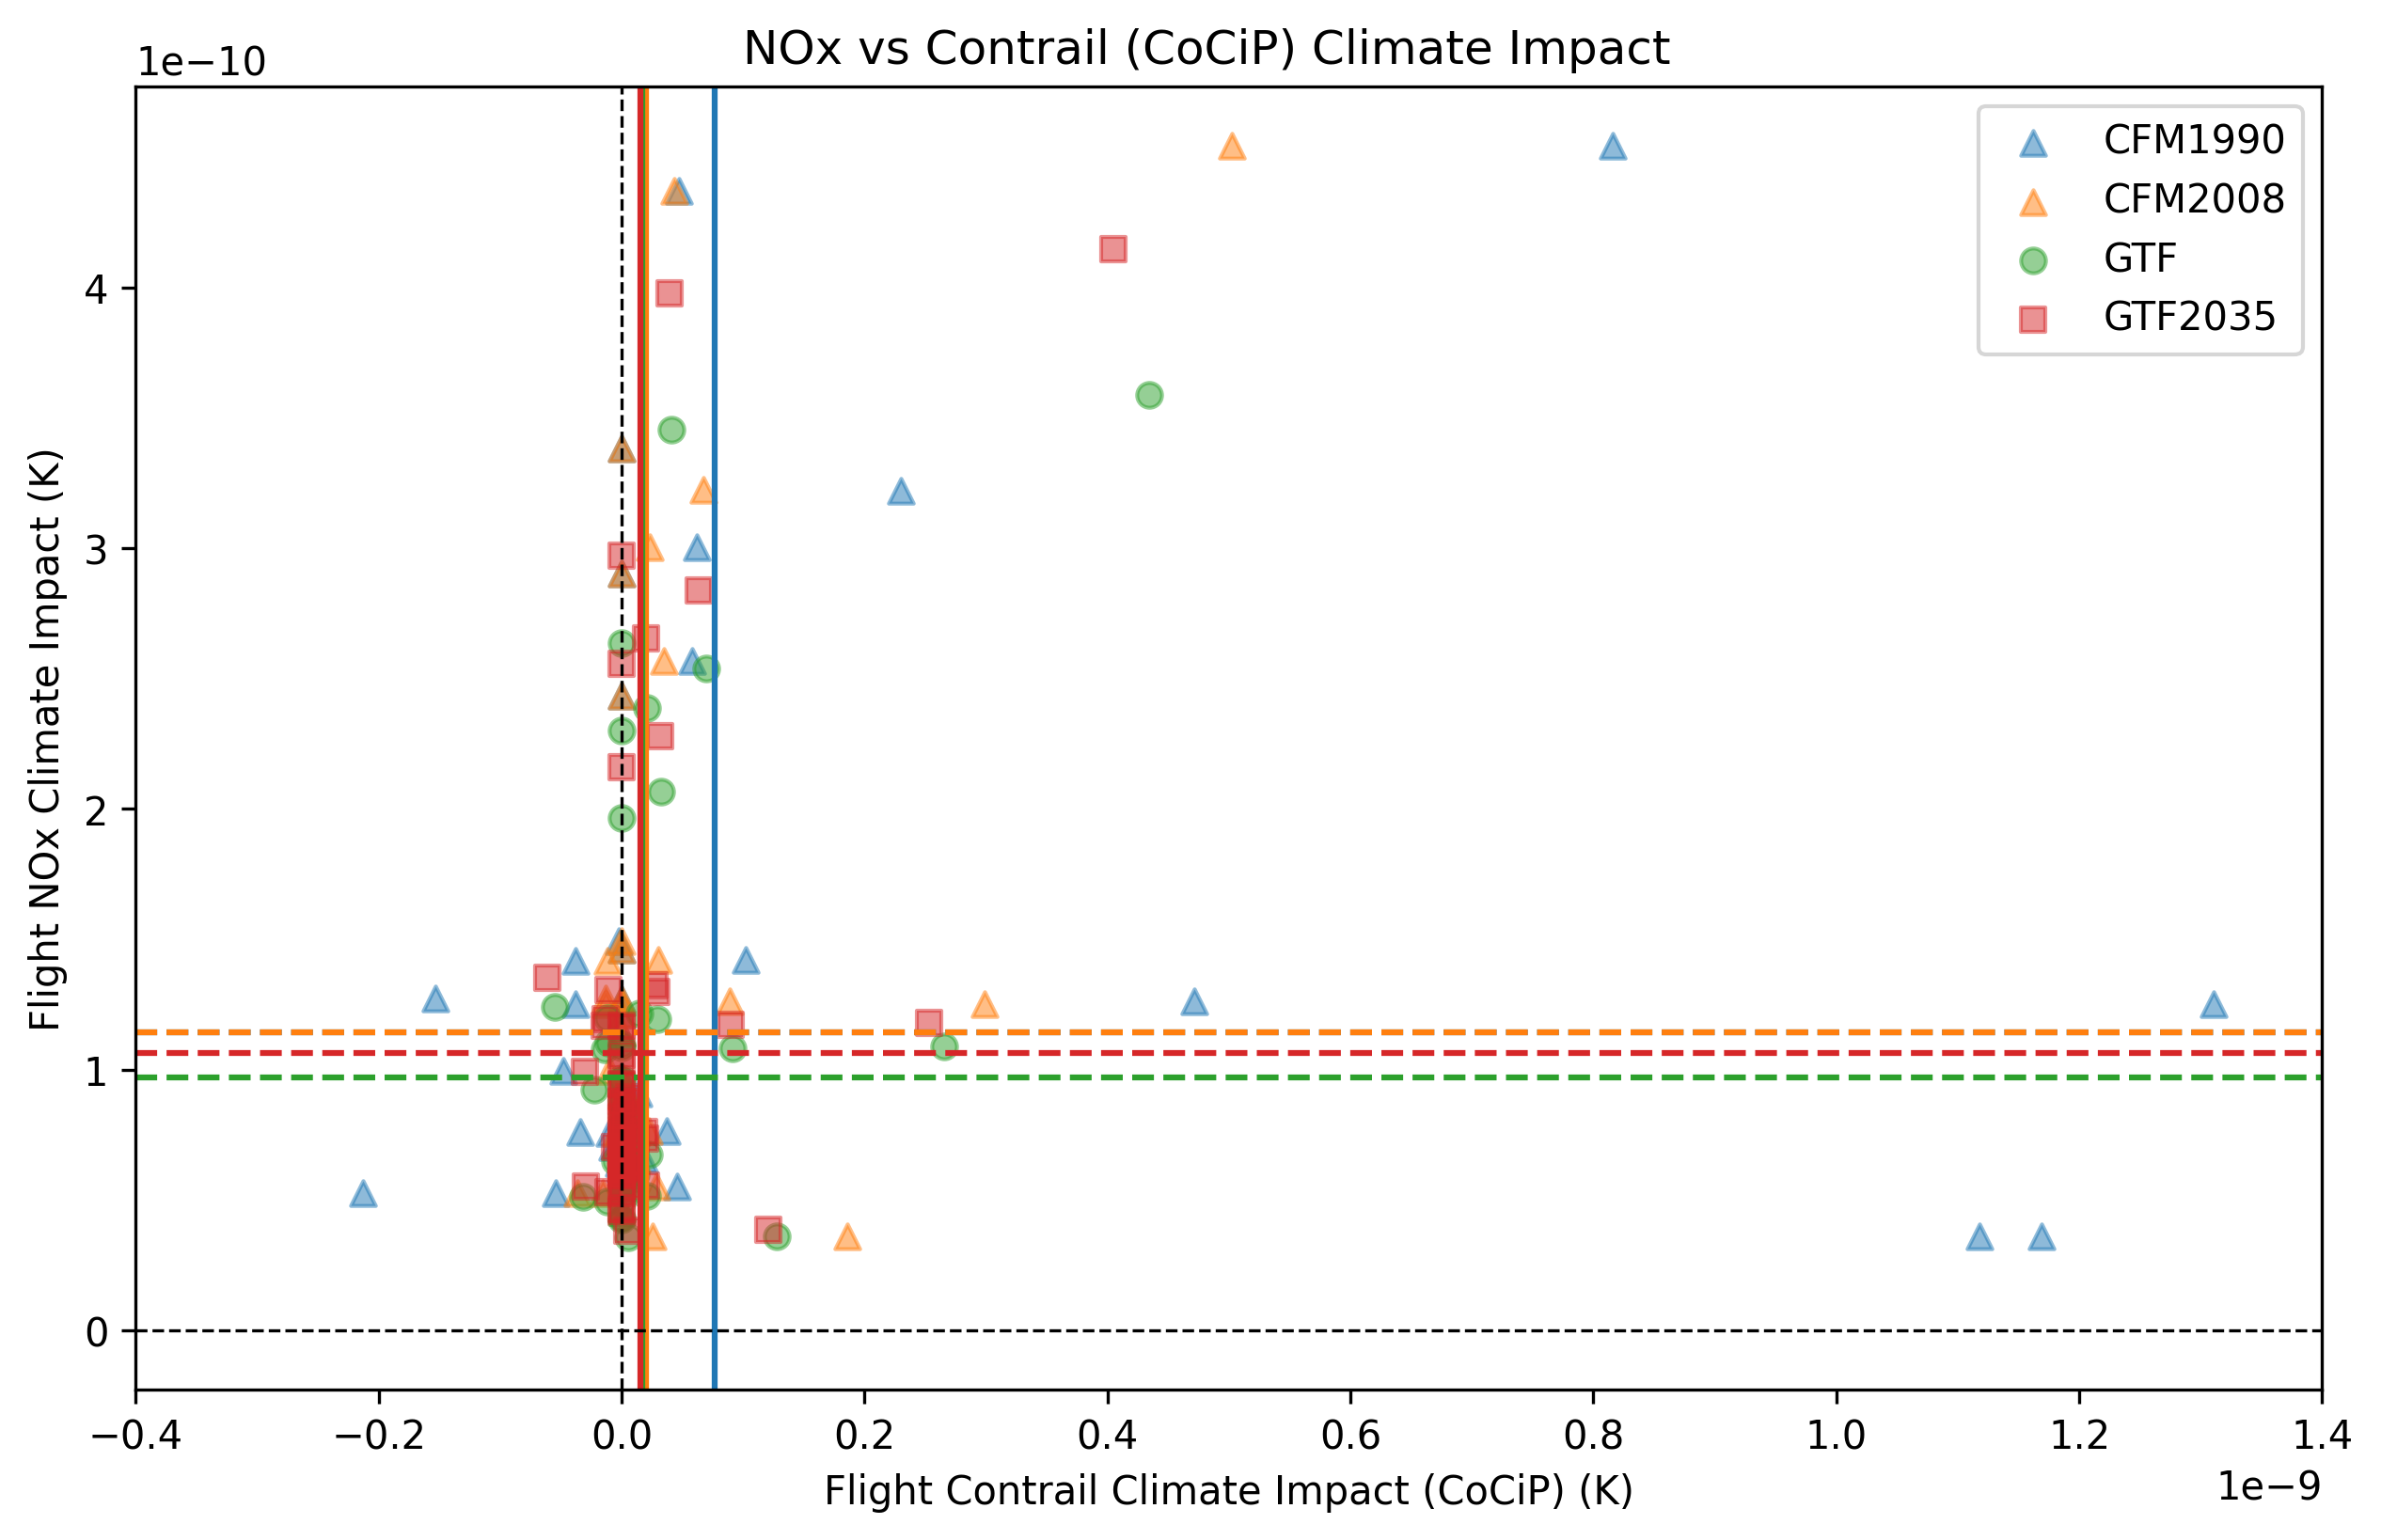 NOx vs Contrail (CoCiP) Climate Impact
1e−10
CFM1990
CFM2008
GTF
GTF2035
Flight NOx Climate Impact (K)
4
3
2
1
0
−0.4 −0.2 0.0 0.2 0.4 0.6 0.8 1.0 1.2 1.4
Flight Contrail Climate Impact (CoCiP) (K)
1e−9